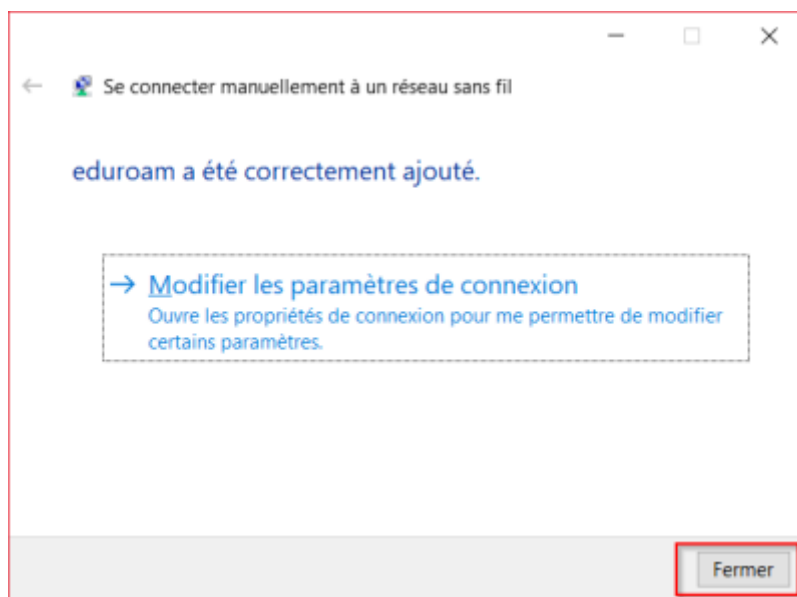 Se connecter manuellement à un réseau sans fil
eduroam a été correctement ajouté.
Modifier les paramètres de connexion
Ouvre les propriétés de connexion pour me permettre de modifier
certains paramètres.
Fermer